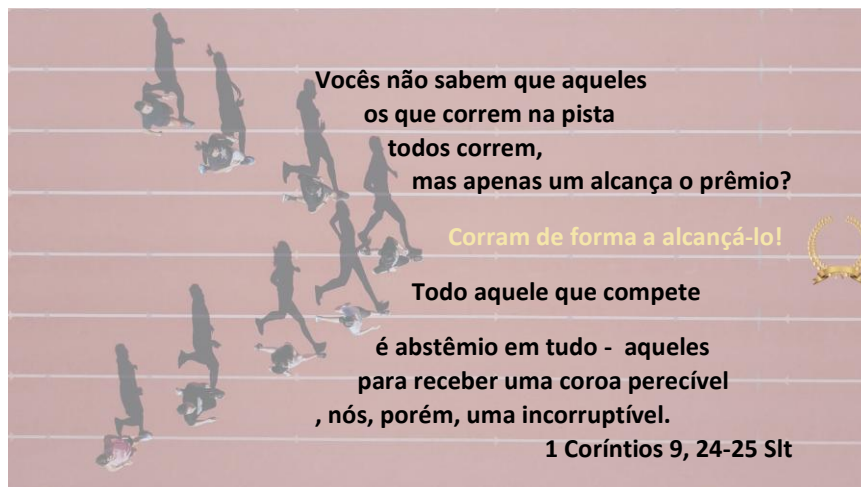 Vocês não sabem que aqueles
os que correm na pista
todos correm,
mas apenas um alcança o prêmio?
Corram de forma a alcançá-lo!
Todo aquele que compete
é abstêmio em tudo - aqueles
para receber uma coroa perecível
, nós, porém, uma incorruptível.
1 Coríntios 9, 24-25 Slt